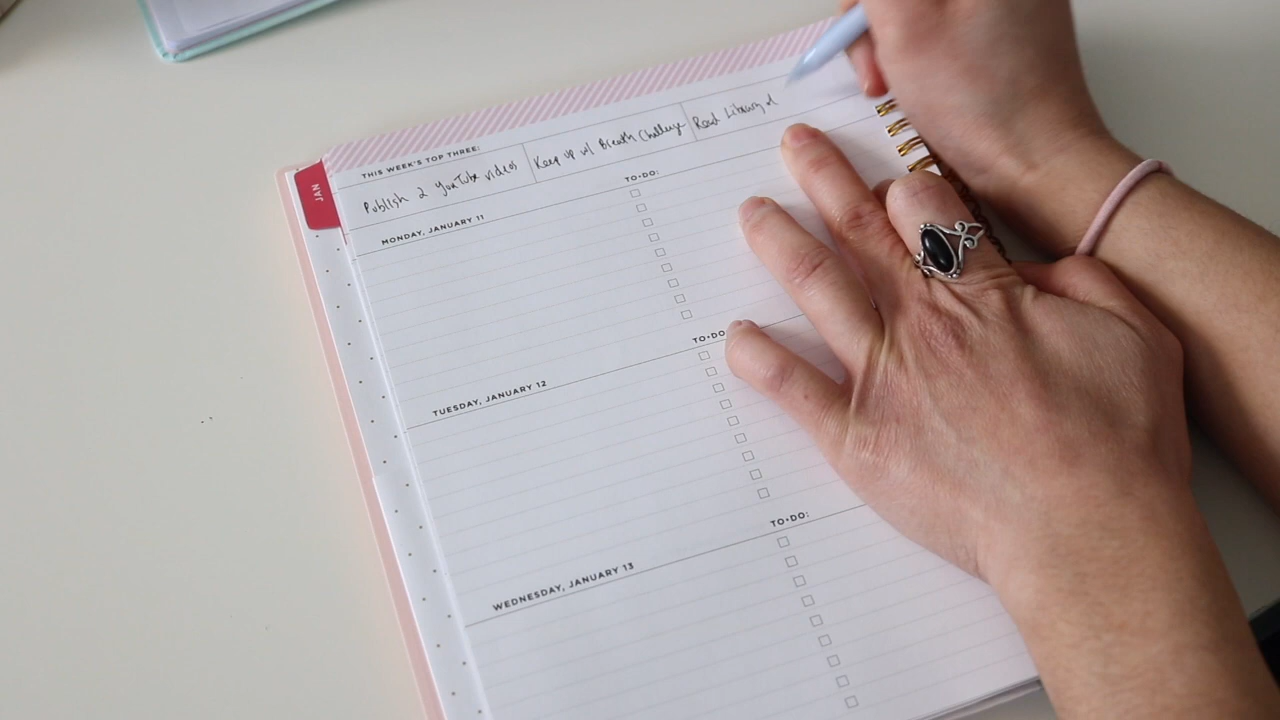 THIS WEEK'S TOP THREE:
Publish 2 YouTube videos
Keep up w/ Breath Challenge
Read Library of
JAN
MONDAY, JANUARY 11
TO•DO:
TUESDAY, JANUARY 12
TO•DO
WEDNESDAY, JANUARY 13
TO•DO: